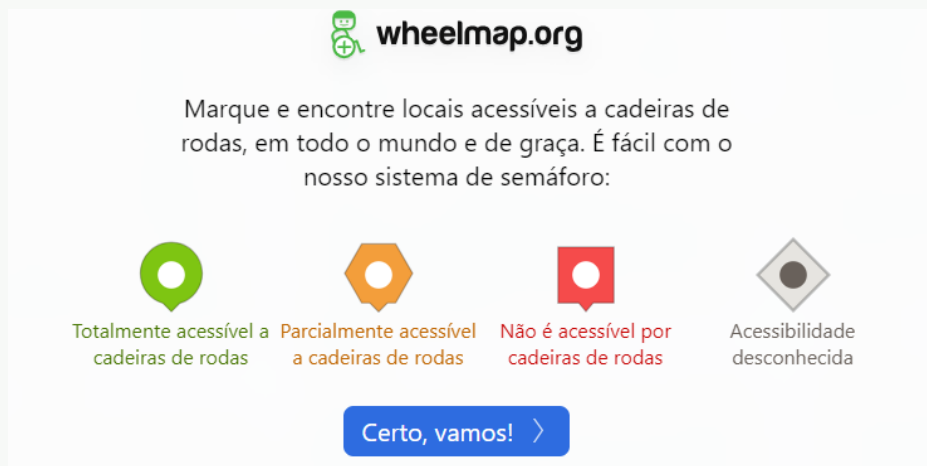 wheelmap.org
Marque e encontre locais acessíveis a cadeiras de
rodas, em todo o mundo e de graça. É fácil com o
nosso sistema de semáforo:
Totalmente acessível a
cadeiras de rodas
Parcialmente acessível
a cadeiras de rodas
Não é acessível por
cadeiras de rodas
Acessibilidade
desconhecida
Certo, vamos!